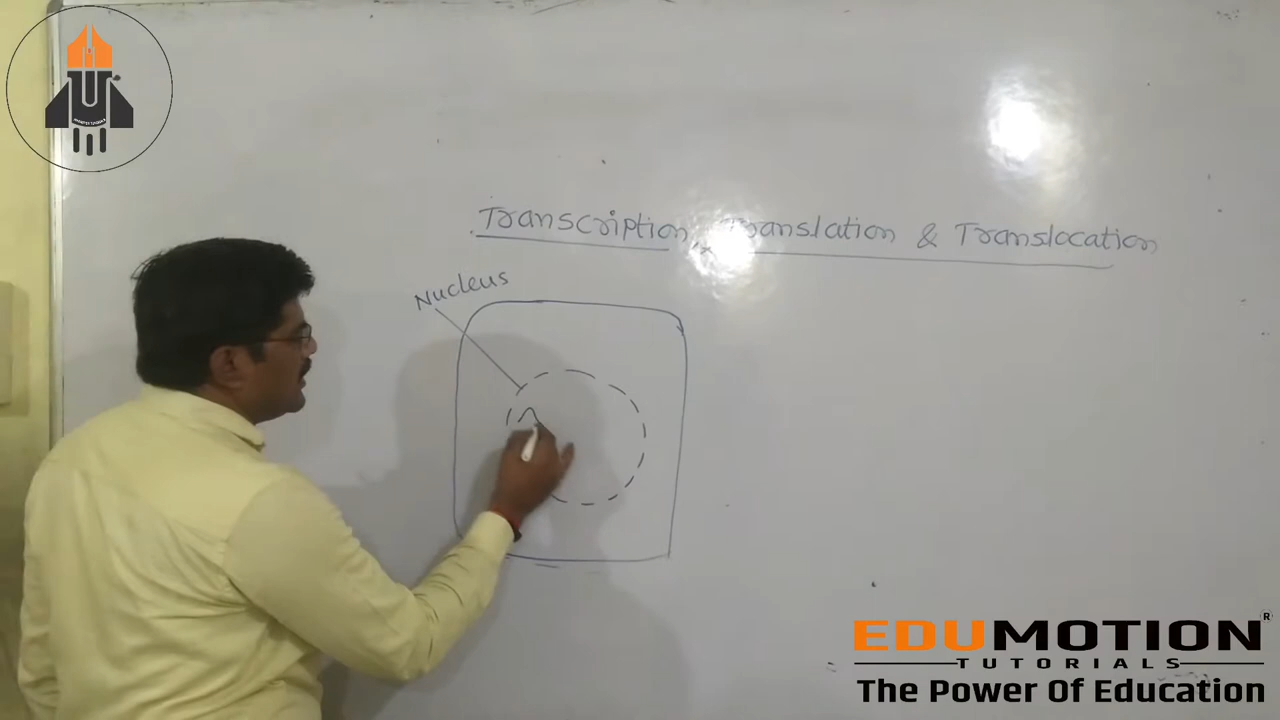 Transcription, Translation & Translocation
Nucleus
EDUMOTION®
TUTORIALS
The Power Of Education